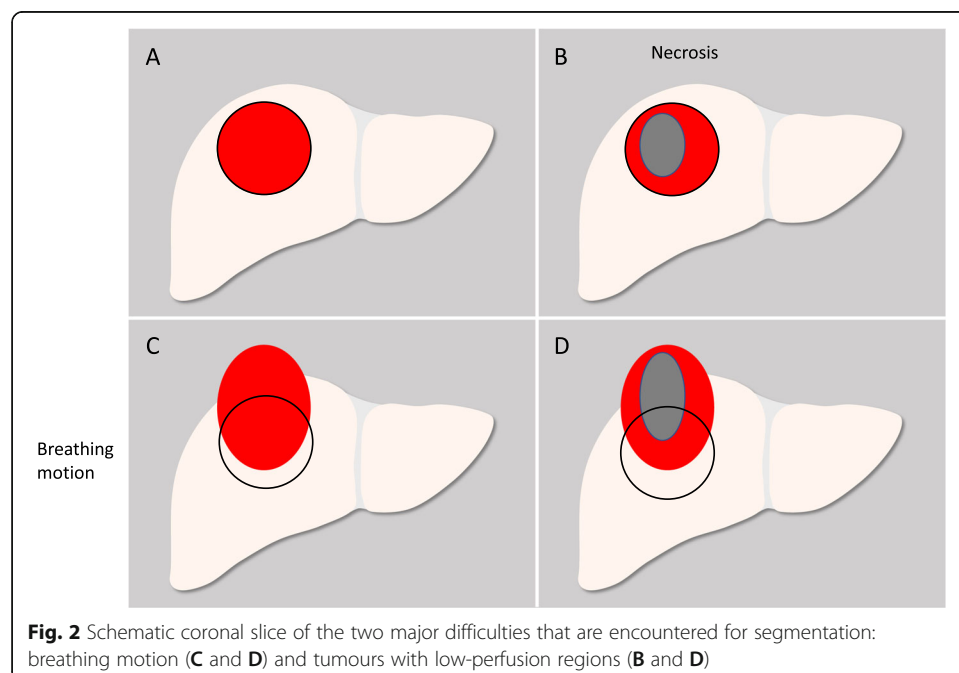 A
B
Necrosis
C
D
Breathing
motion
Fig. 2 Schematic coronal slice of the two major difficulties that are encountered for segmentation:
breathing motion (C and D) and tumours with low-perfusion regions (B and D)